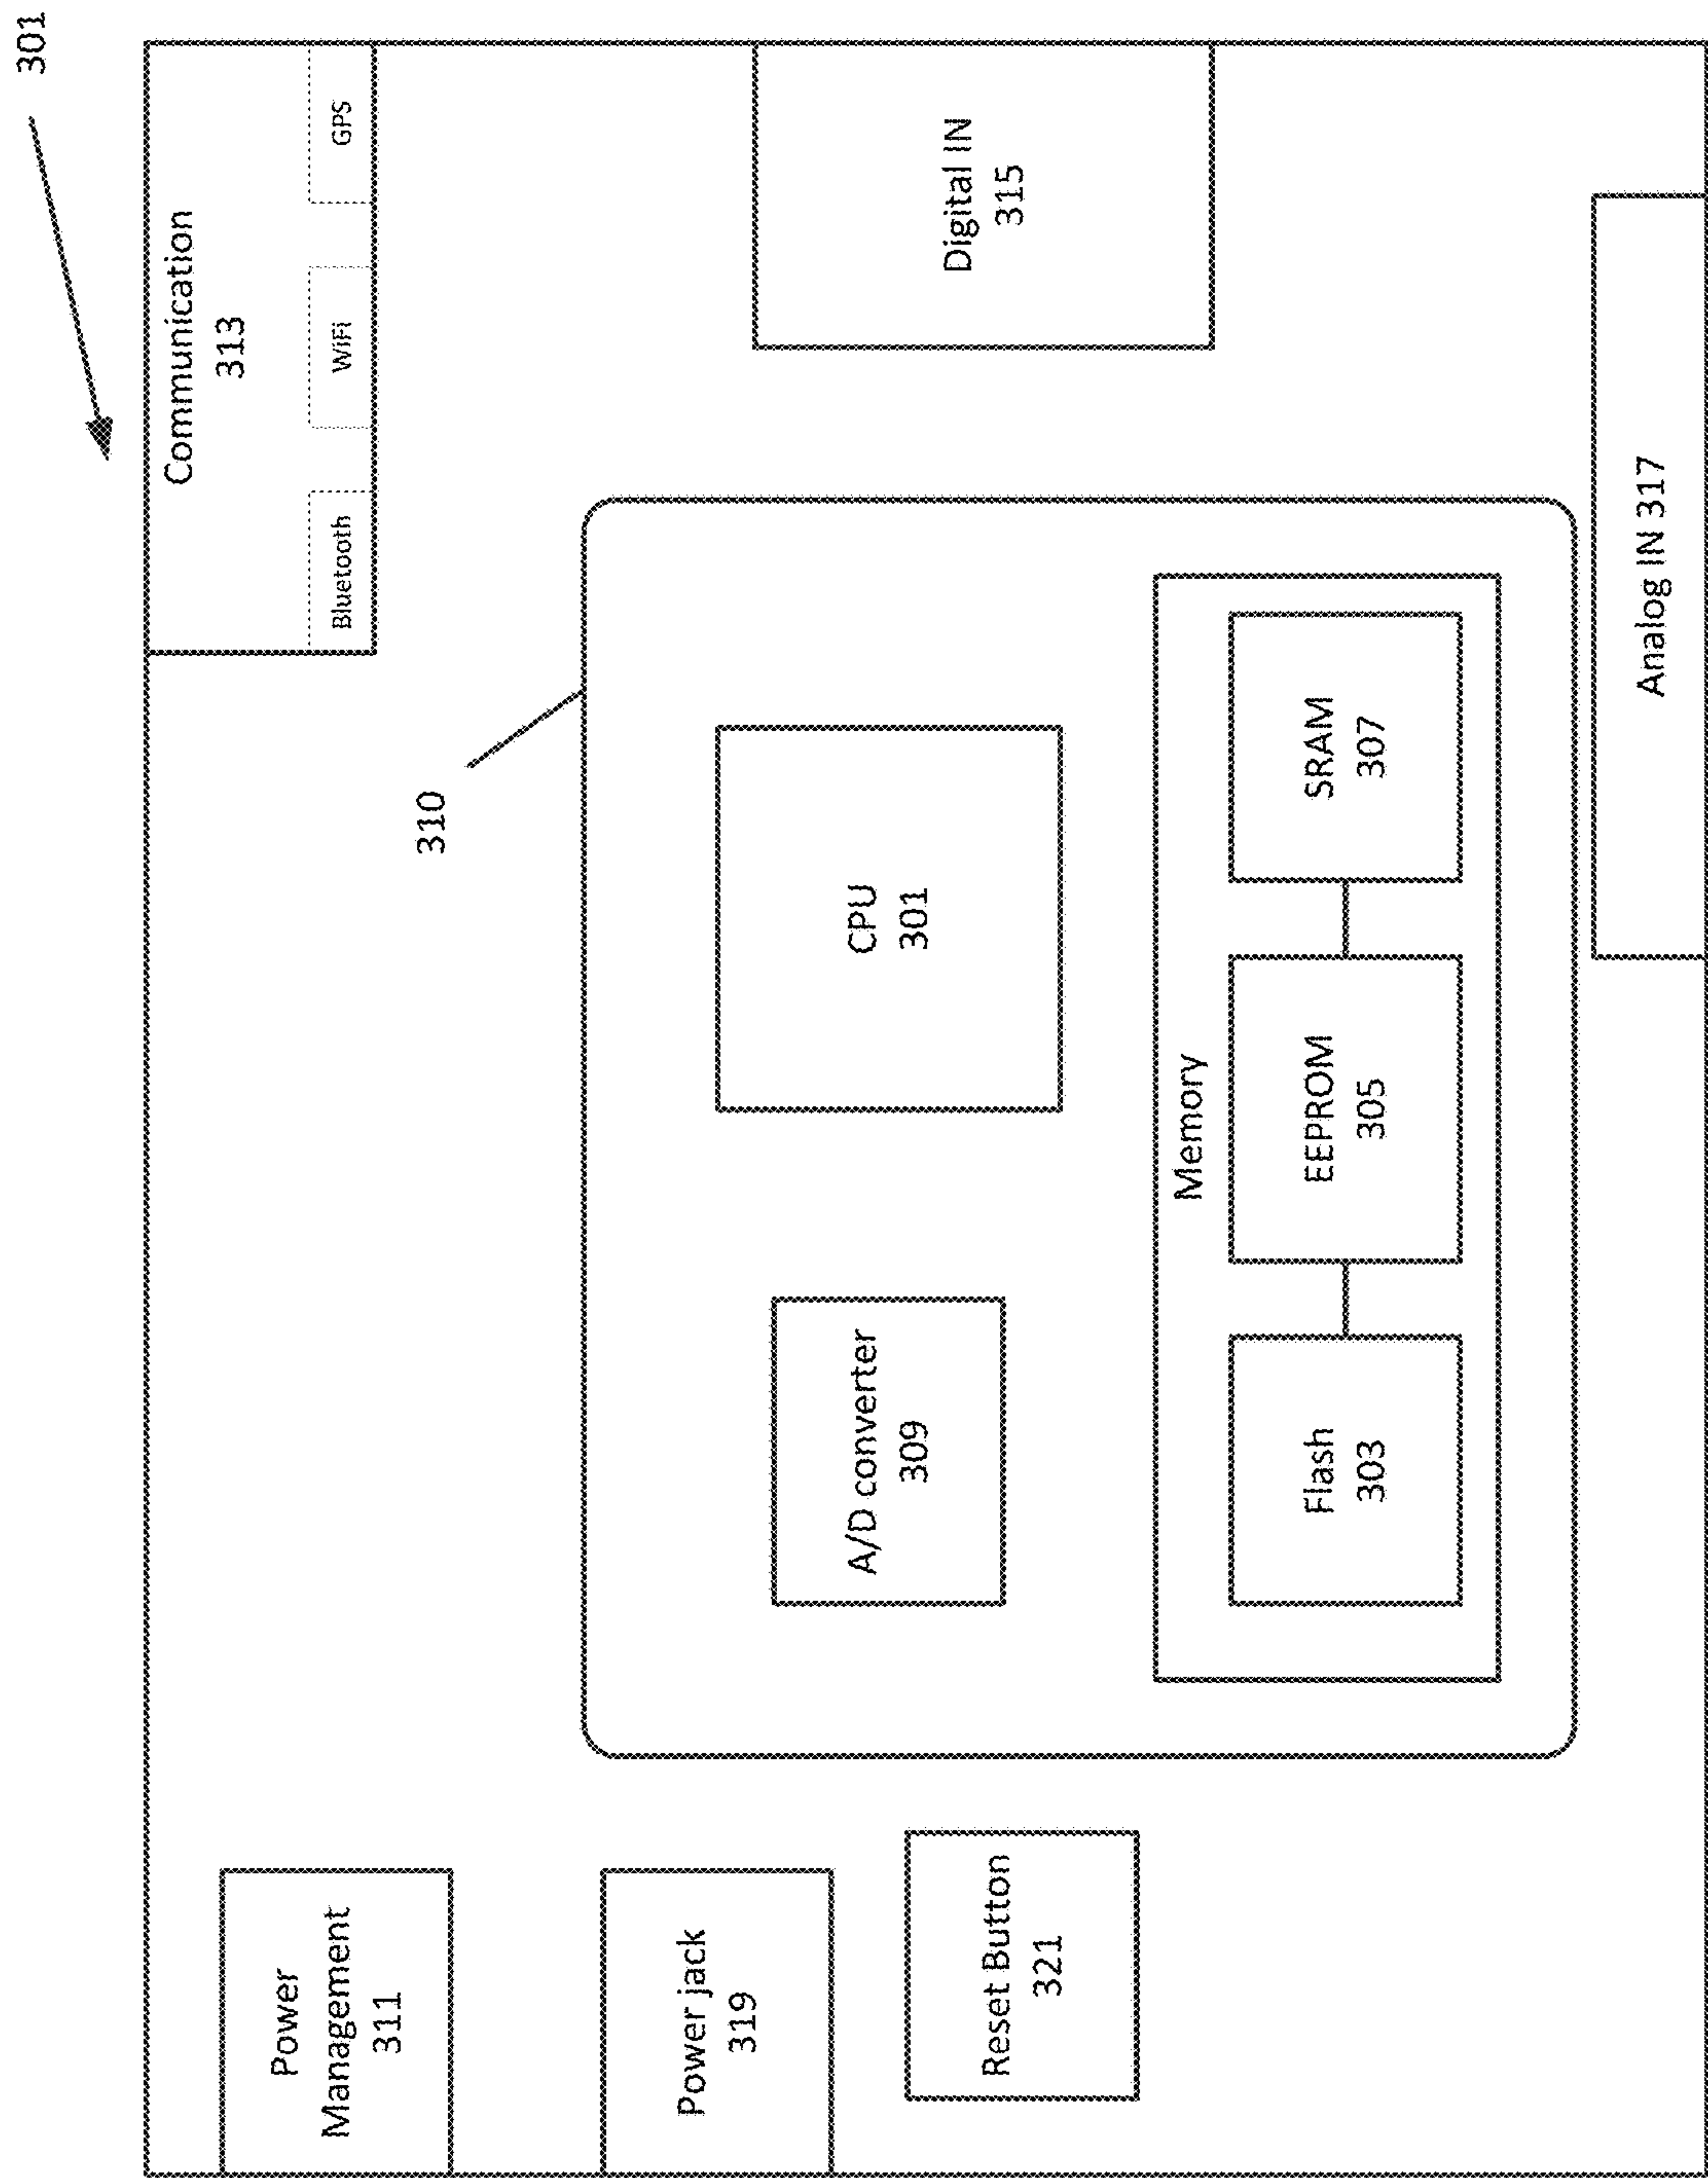 301
Communication
313
Bluetooth
WiFi
GPS
Power
Management
311
310
Power jack
319
A/D converter
309
CPU
301
Digital IN
315
Reset Button
321
Memory
Flash
303
EEPROM
305
SRAM
307
Analog IN 317